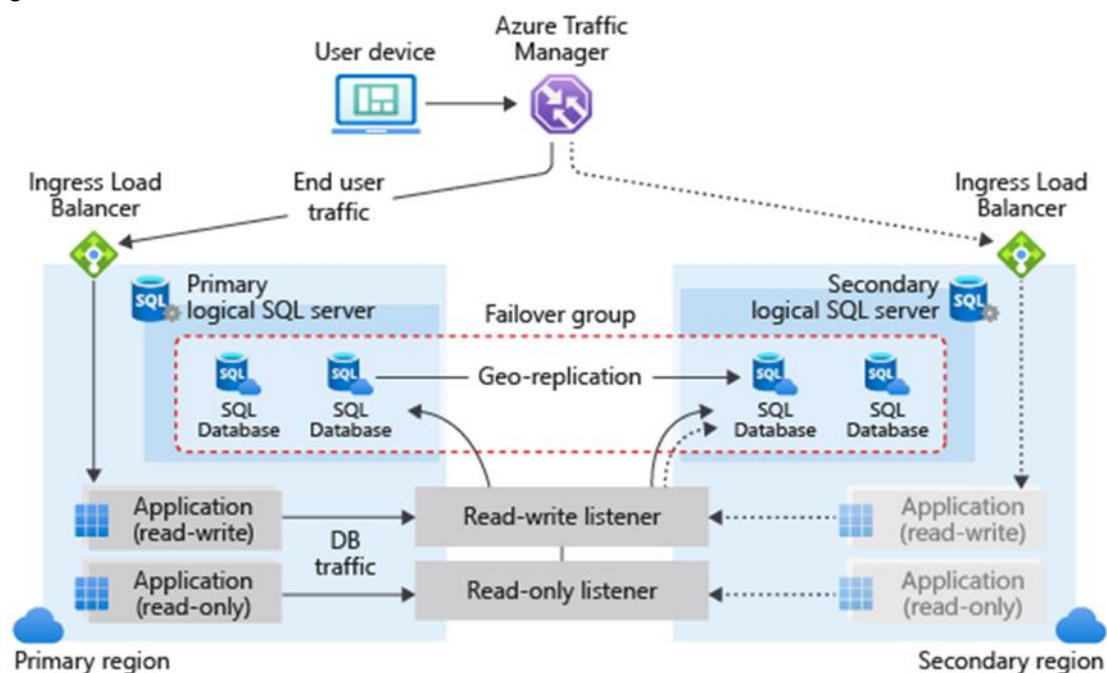 Azure Traffic
Manager
User device
Ingress Load
Balancer
End user
traffic
Ingress Load
Balancer
SQL
Primary
logical SQL server
Secondary
logical SQL server
SQL
Failover group
SQL
SQL
Geo-replication
SQL
SQL
SQL
Database
SQL
Database
SQL
Database
SQL
Database
Application
(read-write)
Read-write listener
Application
(read-write)
DB
traffic
Application
(read-only)
Read-only listener
Application
(read-only)
Primary region
Secondary region